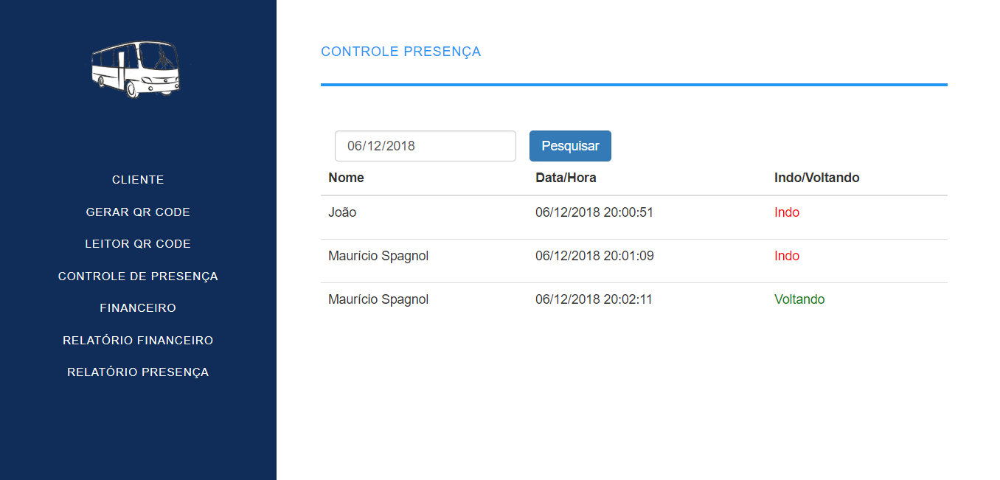 CLIENTE
GERAR QR CODE
LEITOR QR CODE
CONTROLE DE PRESENÇA
FINANCEIRO
RELATÓRIO FINANCEIRO
RELATÓRIO PRESENÇA
CONTROLE PRESENÇA
06/12/2018 Pesquisar
Nome Data/Hora Indo/Voltando
João 06/12/2018 20:00:51 Indo
Maurício Spagnol 06/12/2018 20:01:09 Indo
Maurício Spagnol 06/12/2018 20:02:11 Voltando